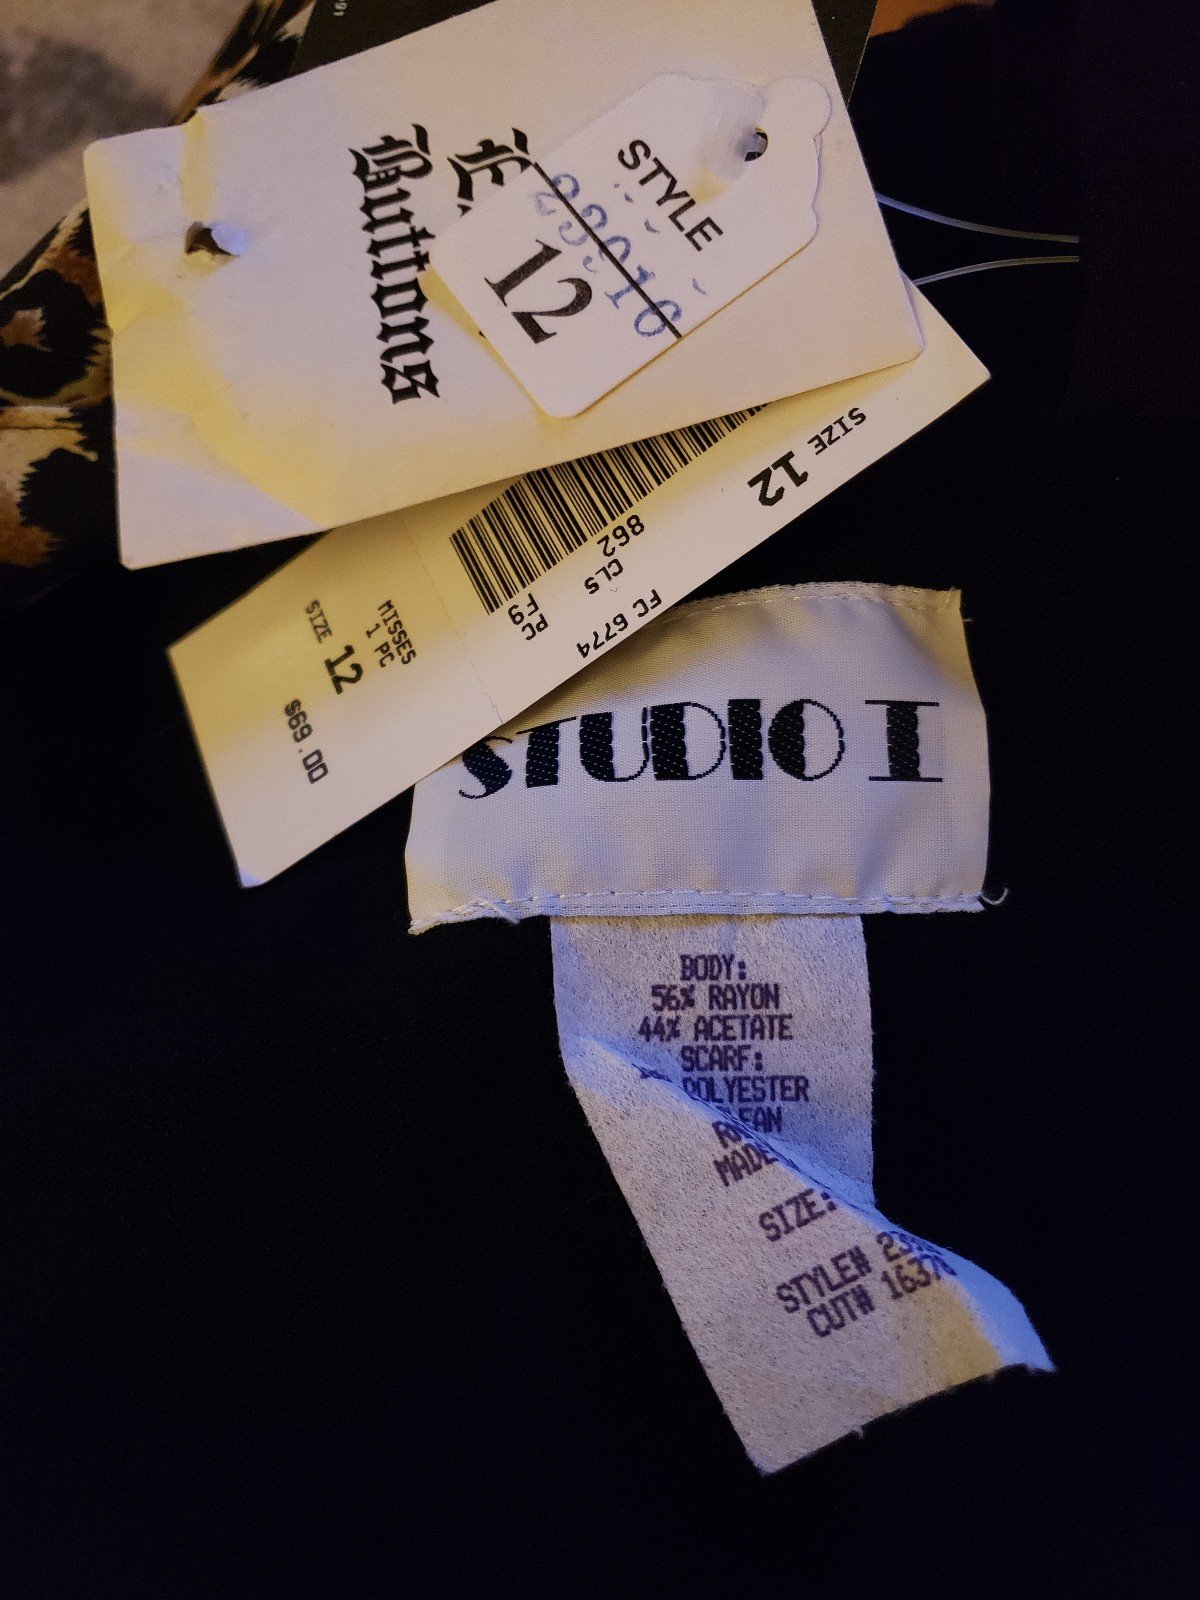 Buttons
STYLE
12
SIZE 12
862
CLS
PC
F9
FC 6774
MISSES
1 PC
SIZE 12
$69.00
STUDIO I
BODY:
56% RAYON
44% ACETATE
SCARF:
POLYESTER
SIZE:
STYLE#
CUT#